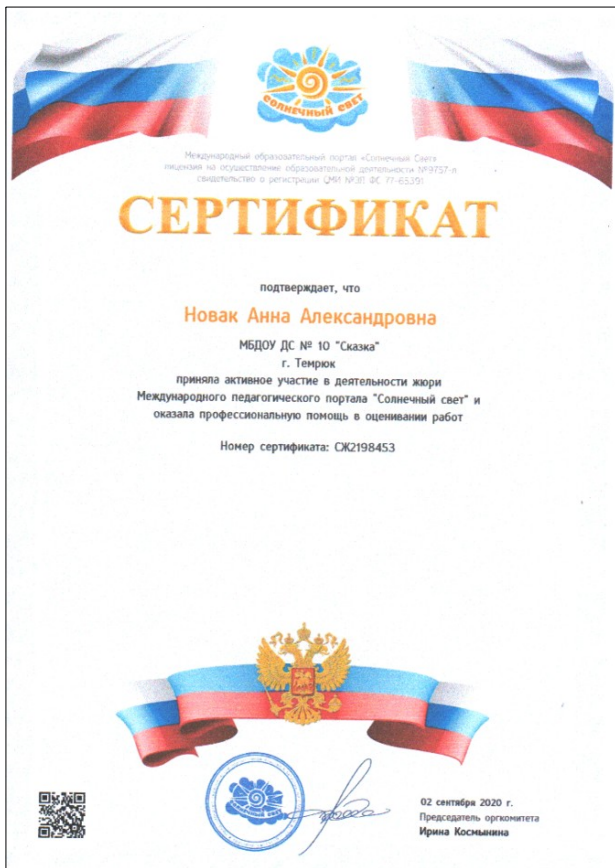 СОЛНЕЧНЫЙ СВЕТ
Международный образовательный портал «Солнечный Свет»
лицензия на осуществление образовательной деятельности №9757-л
свидетельство о регистрации СМИ №ЭЛ ФС 77-65391
СЕРТИФИКАТ
подтверждает, что
Новак Анна Александровна
МБДОУ ДС № 10 "Сказка"
г. Темрюк
приняла активное участие в деятельности жюри
Международного педагогического портала "Солнечный свет" и
оказала профессиональную помощь в оценивании работ
Номер сертификата: СЖ2198453
02 сентября 2020 г.
Председатель оргкомитета
Ирина Космынина